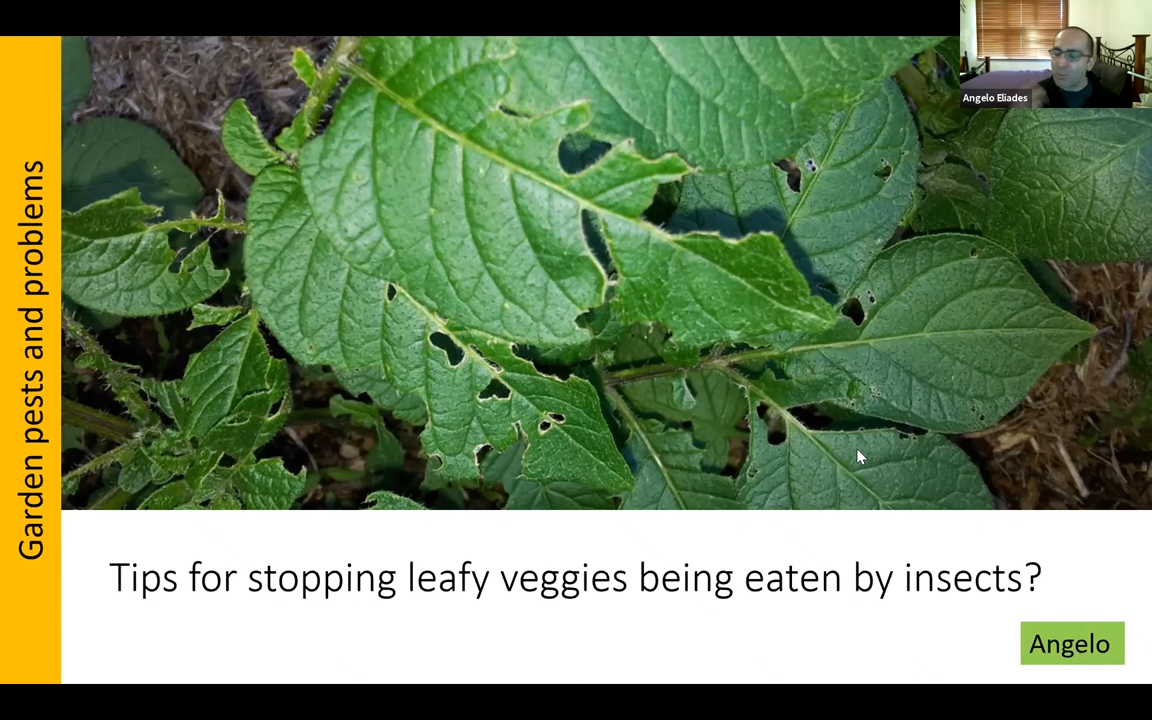 Angelo Eliades
Garden pests and problems
Tips for stopping leafy veggies being eaten by insects?
Angelo